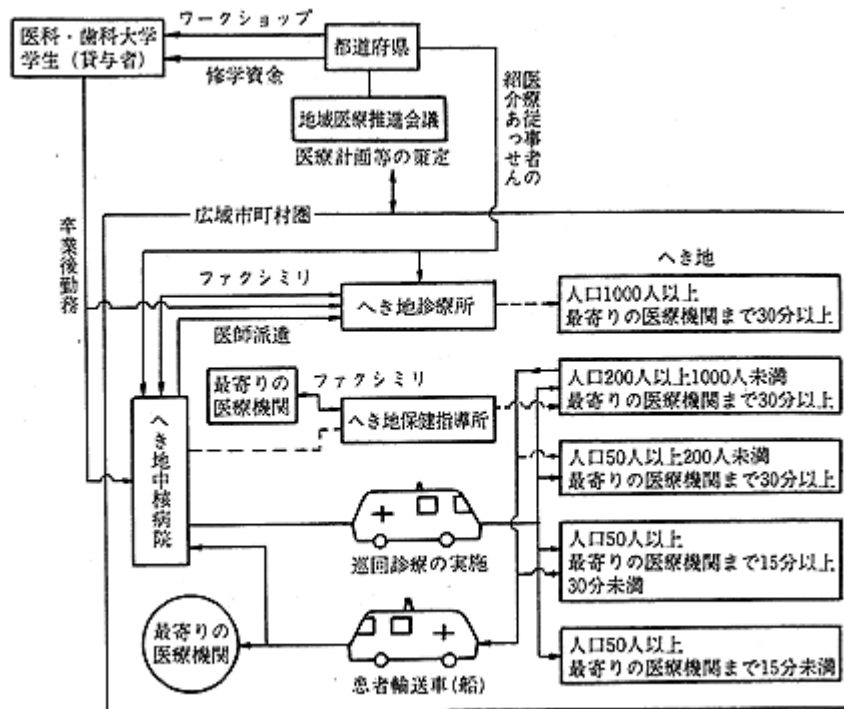 ワークショップ
医科・歯科大学
学生(貸与者)
都道府県
修学資金
医療従事者の
紹介あっせん
地域医療推進会議
医療計画等の策定
広域市町村圏
卒業後勤務
へき地
ファクシミリ
へき地診療所
人口1000人以上
最寄りの医療機関まで30分以上
医師派遣
最寄りの
医療機関
ファクシミリ
へき地保健指導所
人口200人以上1000人未満
最寄りの医療機関まで30分以上
へき地中核病院
人口50人以上200人未満
最寄りの医療機関まで30分以上
巡回診療の実施
人口50人以上
最寄りの医療機関まで15分以上
30分未満
最寄りの
医療機関
患者輸送車(船)
人口50人以上
最寄りの医療機関まで15分未満